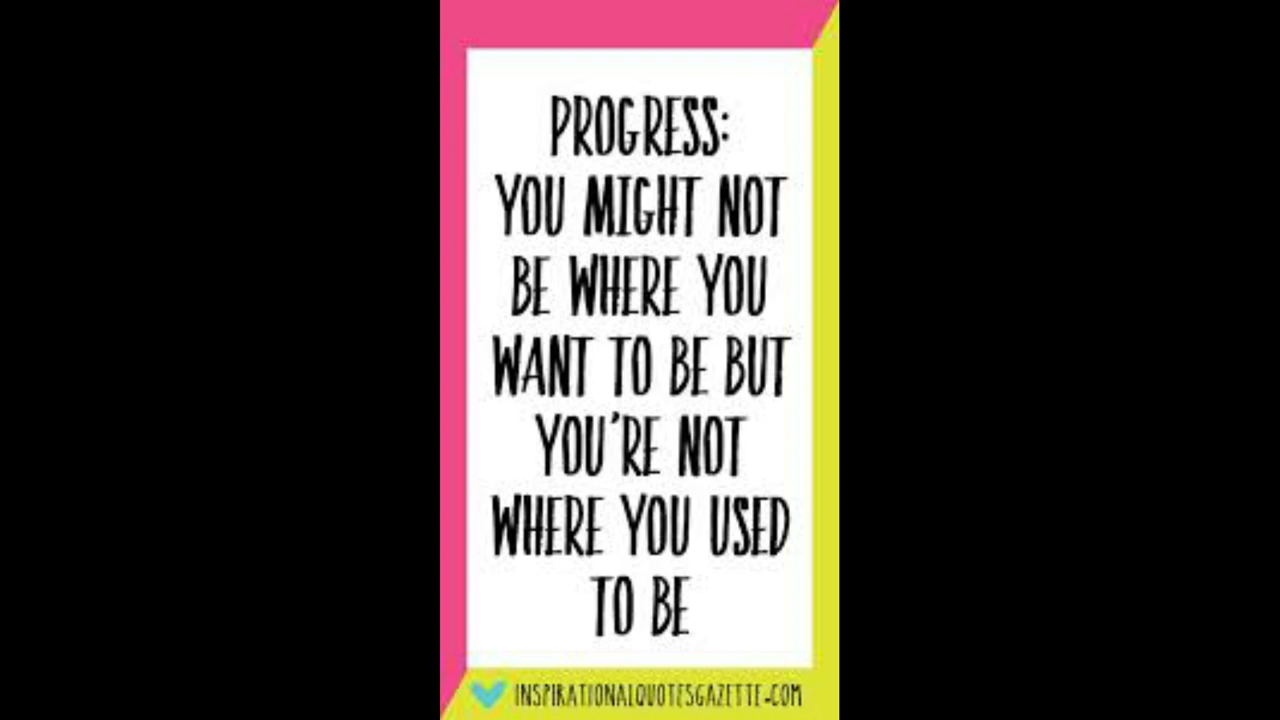 PROGRESS:
YOU MIGHT NOT
BE WHERE YOU
WANT TO BE BUT
YOU'RE NOT
WHERE YOU USED
TO BE
INSPIRATIONALQUOTESGAZETTE.COM